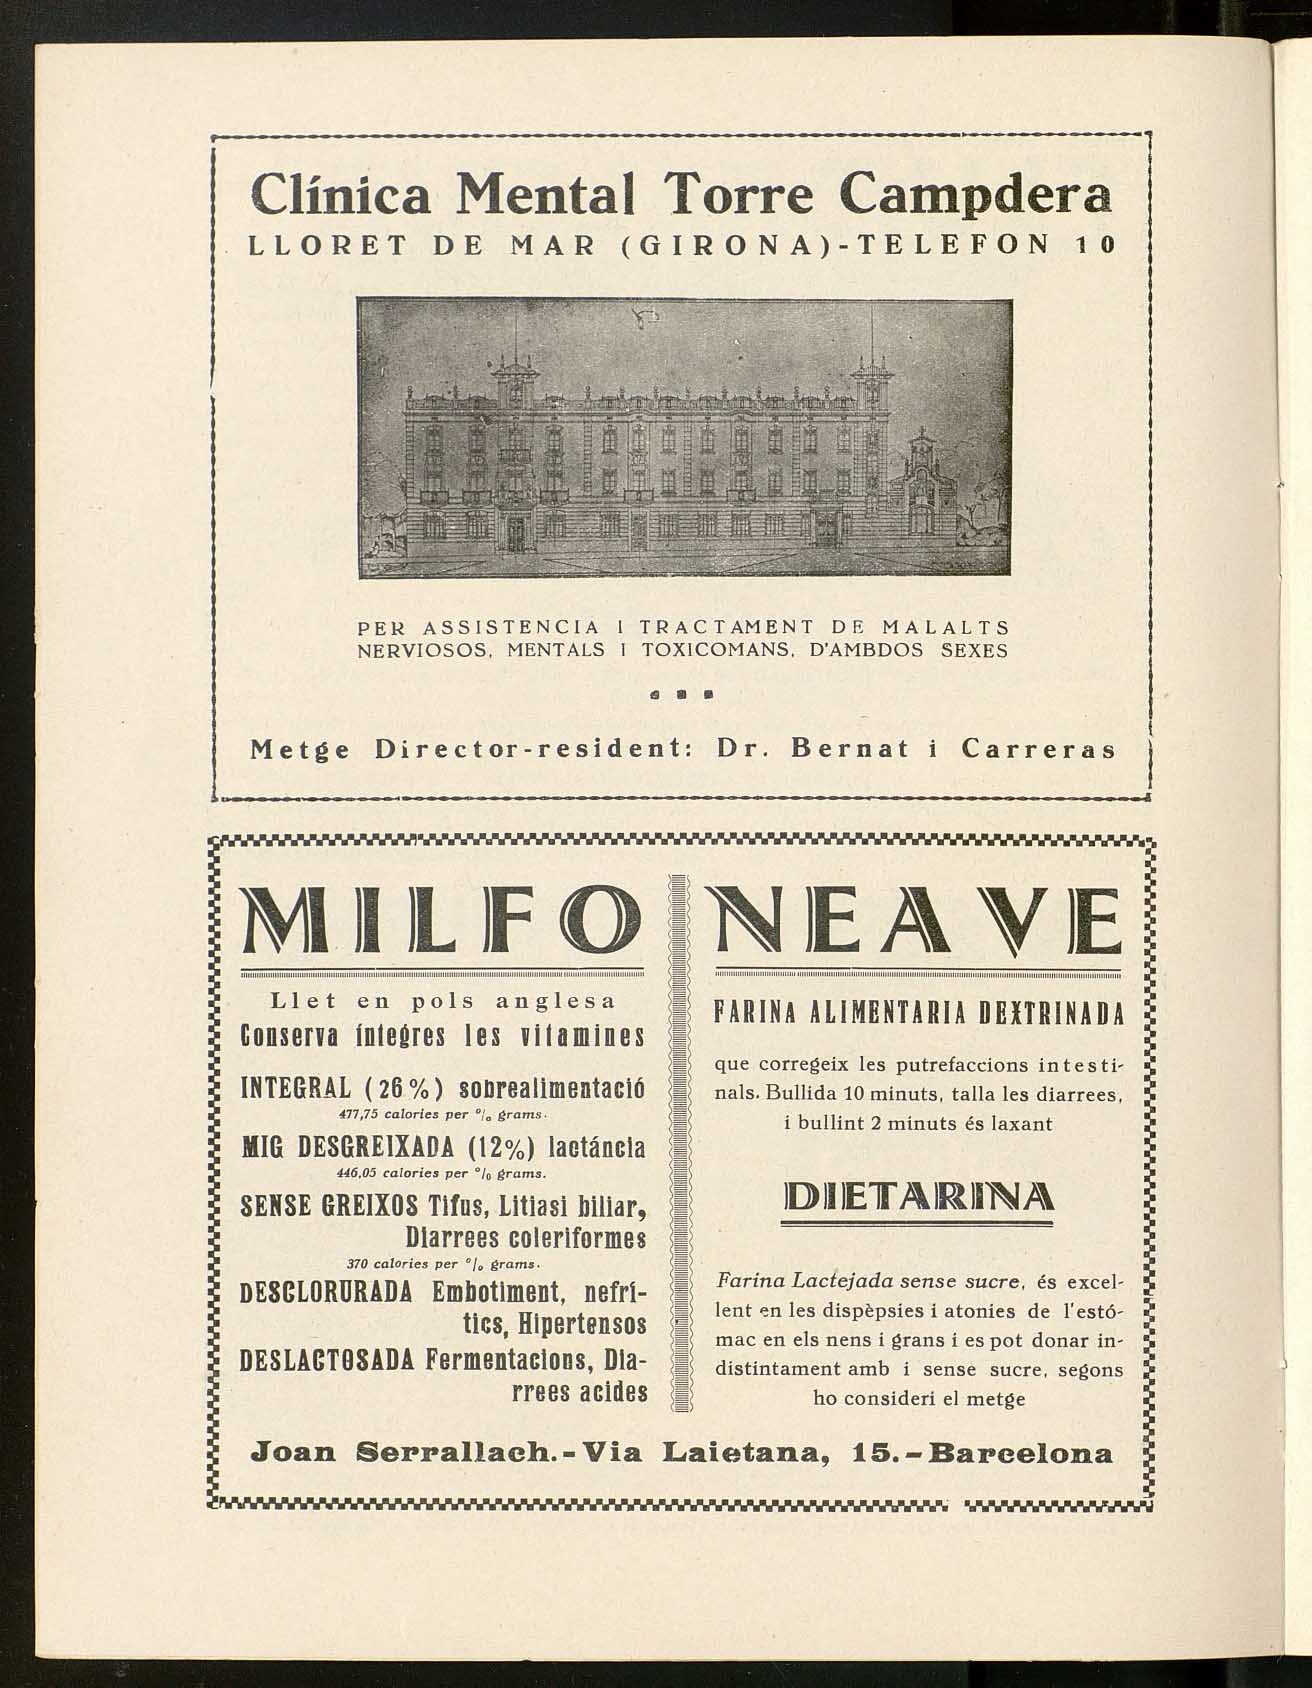 Clínica Mental Torre Campdera
LLORET DE MAR (GIRONA)-TELEFON 10
PER ASSISTENCIA I TRACTAMENT DE MALALTS
NERVIOSOS, MENTALS I TOXICOMANS, D'AMBDOS SEXES
Metge Director-resident: Dr. Bernat i Carreras
MILFO
Llet en pols anglesa
Conserva íntegres les vitamines
INTEGRAL (26%) sobrealimentació
477,75 calories per % grams.
MIG DESGREIXADA (12%) lactáncia
446,05 calories per % grams.
SENSE GREIXOS Tifus, Litiasi biliar,
Diarrees coleriformes
370 calories per % grams.
DESCLORURADA Embotiment, nefrí-
tics, Hipertensos
DESLACTOSADA Fermentacions, Dia-
rrees acides
NEAVE
FARINA ALIMENTARIA DEXTRINADA
que corregeix les putrefaccions intesti-
nals. Bullida 10 minuts, talla les diarrees,
i bullint 2 minuts és laxant
DIETARINA
Farina Lactejada sense sucre, és excel-
lent en les dispèpsies i atonies de l'estó-
mac en els nens i grans i es pot donar in-
distintament amb i sense sucre, segons
ho consideri el metge
Joan Serrallach.-Via Laietana, 15.-Barcelona